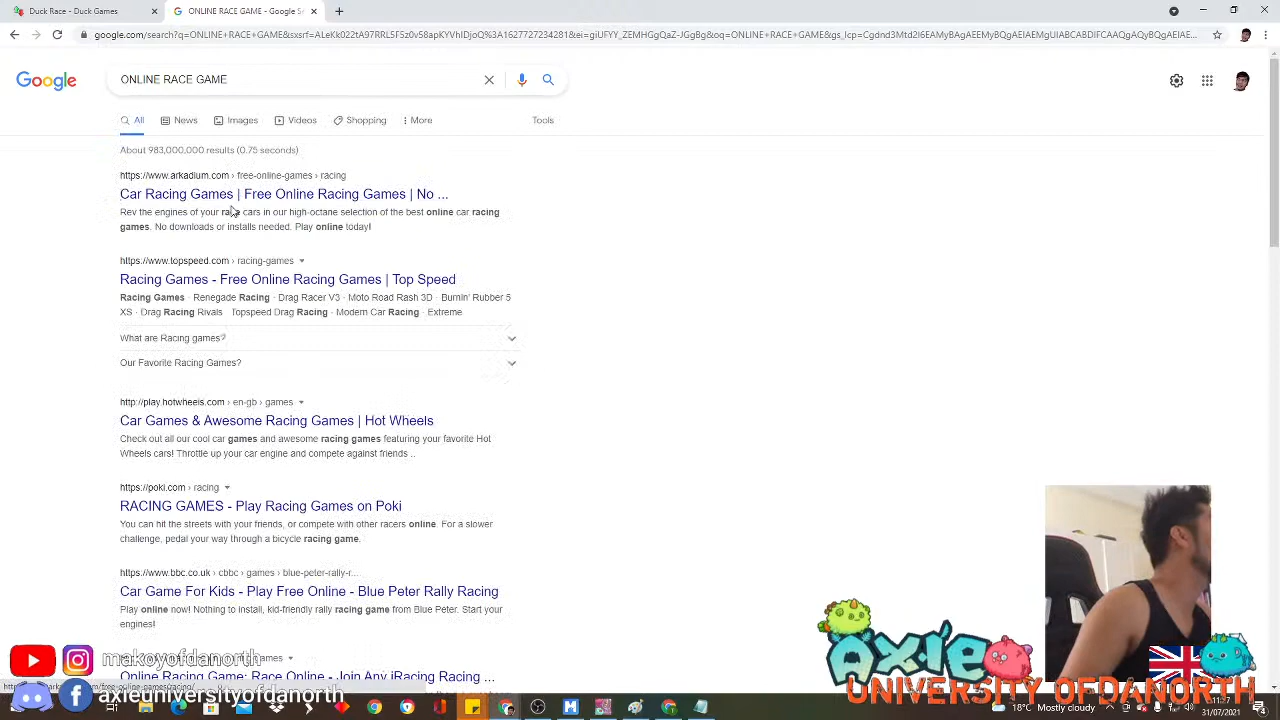 Duck Race - Duck Games
ONLINE RACE GAME - Google S
google.com/search?q=ONLINE+RACE+GAME&sxsrf=
Google
ONLINE RACE GAME
All
News
Images
Videos
Shopping
More
Tools
About 983,000,000 results (0.75 seconds)
https://www.arkadium.com › free-online-games › racing
Car Racing Games | Free Online Racing Games | No ...
Rev the engines of your race cars in our high-octane selection of the best online car racing
games. No downloads or installs needed. Play online today!
https://www.topspeed.com › racing-games
Racing Games - Free Online Racing Games | Top Speed
Racing Games · Renegade Racing · Drag Racer V3 · Moto Road Rash 3D · Burnin' Rubber 5
XS · Drag Racing Rivals · Topspeed Drag Racing · Modern Car Racing · Extreme
What are Racing games?
Our Favorite Racing Games?
http://play.hotwheels.com › en-gb › games
Car Games & Awesome Racing Games | Hot Wheels
Check out all our cool car games and awesome racing games featuring your favorite Hot
Wheels cars! Throttle up your car engine and compete against friends ..
https://poki.com › racing
RACING GAMES - Play Racing Games on Poki
You can hit the streets with your friends, or compete with other racers online. For a slower
challenge, pedal your way through a bicycle racing game.
https://www.bbc.co.uk › cbbc › games › blue-peter-rally-r...
Car Game For Kids - Play Free Online - Blue Peter Rally Racing
Play online now! Nothing to install, kid-friendly rally racing game from Blue Peter. Start your
engines!
games
Online Racing Game: Race Online - Join Any iRacing Racing ...
makoyofdanorth
axieuniversityofdanorth
axie
UNIVERSITY OFDANORTH
18°C Mostly cloudy
11:27
31/07/2021